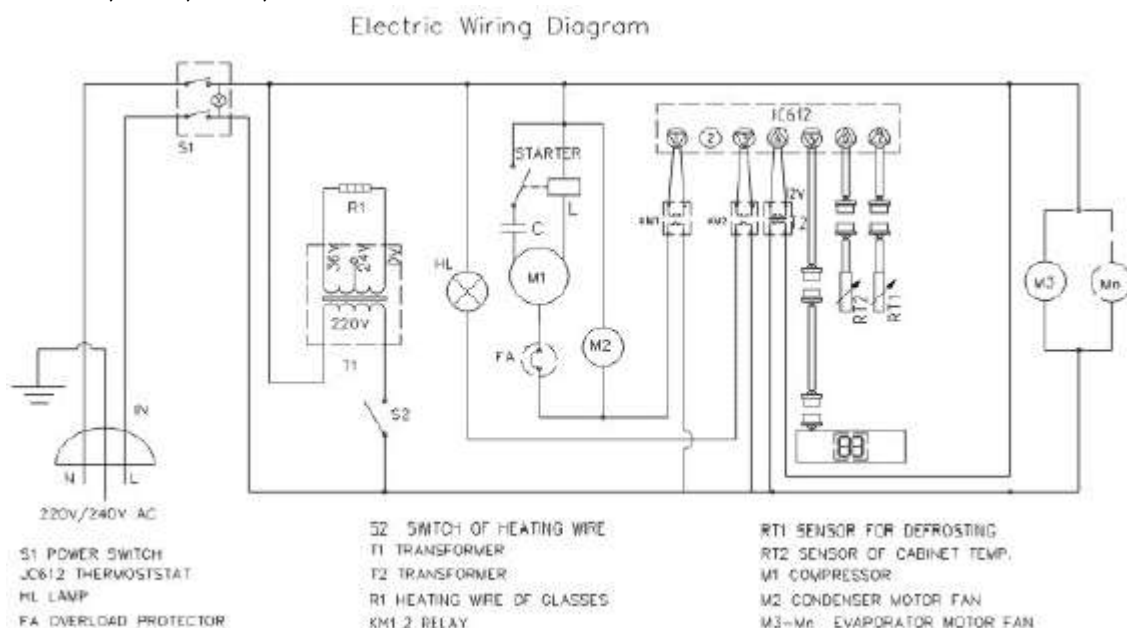 Electric Wiring Diagram
JC612
S1
STARTER
2
R1
L
12V
KM1
KM2
C
36V
24V
0V
HL
M1
M3
Mn
220V
RT2
RT1
T1
FA
M2
S2
IN
N
L
88
220V/240V AC
S1 POWER SWITCH
JC612 THERMOSTSTAT
HL LAMP
FA OVERLOAD PROTECTOR
S2 SWITCH OF HEATING WIRE
T1 TRANSFORMER
T2 TRANSFORMER
R1 HEATING WIRE OF GLASSES
KM1 2 RELAY
RT1 SENSOR FOR DEFROSTING
RT2 SENSOR OF CABINET TEMP.
M1 COMPRESSOR
M2 CONDENSER MOTOR FAN
M3-Mn EVAPORATOR MOTOR FAN